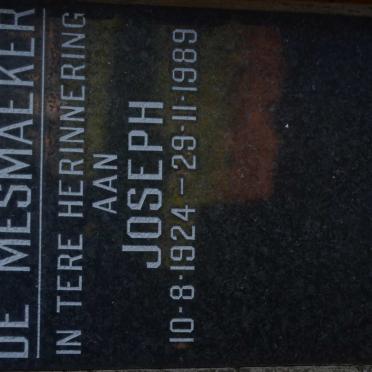 DE MESMAEKER
IN TERE HERINNERING
AAN
JOSEPH
10-8-1924-29-11-1989